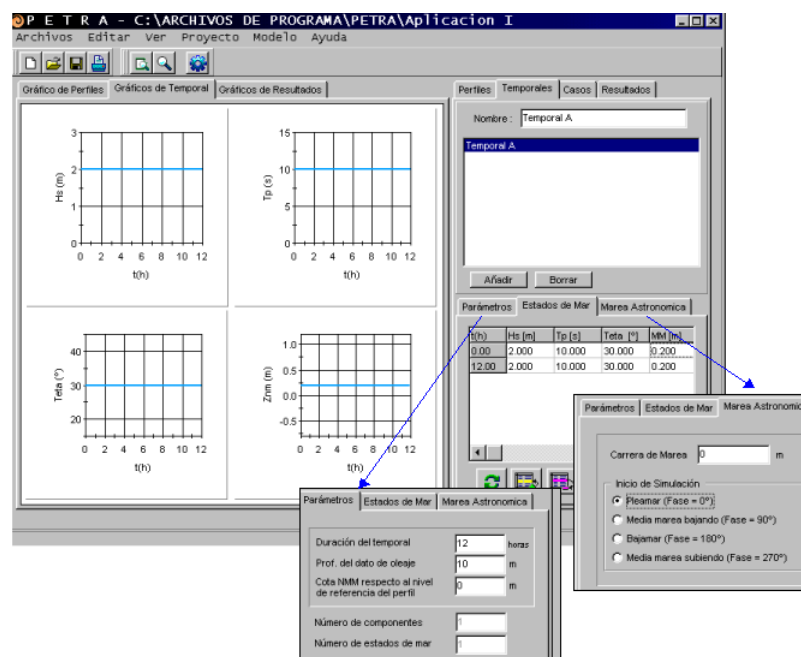 P E T R A - C:\ARCHIVOS DE PROGRAMA\PETRA\Aplicacion I
Archivos Editar Ver Proyecto Modelo Ayuda
Gráfico de Perfiles Gráficos de Temporal Gráficos de Resultados
3
2
1
0
Hs (m)
0 2 4 6 8 10 12
t(h)
15
10
5
0
Tp (s)
0 2 4 6 8 10 12
t(h)
40
30
20
Teta (º)
0 2 4 6 8 10 12
t(h)
1.0
0.5
0.0
-0.5
Znm (m)
0 2 4 6 8 10 12
t(h)
Perfiles Temporales Casos Resultados
Nombre : Temporal A
Temporal A
Añadir Borrar
Parámetros Estados de Mar Marea Astronomica
t(h) Hs [m] Tp [s] Teta [º] MM [m]
0.00 2.000 10.000 30.000 0.200
12.00 2.000 10.000 30.000 0.200
Parámetros Estados de Mar Marea Astronomica
Duración del temporal 12 horas
Prof. del dato de oleaje 10 m
Cota NMM respecto al nivel
de referencia del perfil 0 m
Número de componentes 1
Número de estados de mar 1
Parámetros Estados de Mar Marea Astronomic
Carrera de Marea 0 m
Inicio de Simulación
Pleamar (Fase = 0º)
Media marea bajando (Fase = 90º)
Bajamar (Fase = 180º)
Media marea subiendo (Fase = 270º)